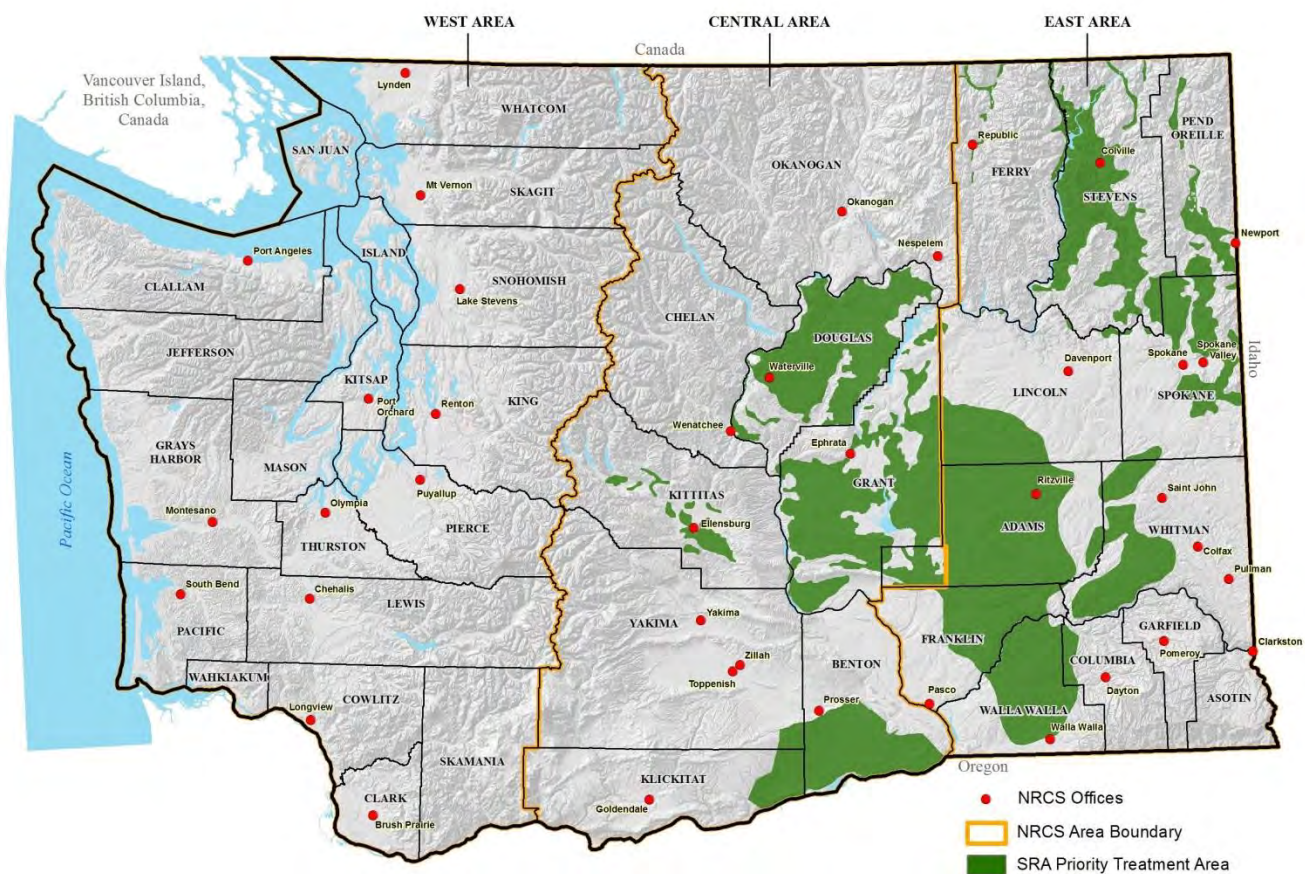 WEST AREA
CENTRAL AREA
EAST AREA
Canada
Vancouver Island,
British Columbia,
Canada
Lynden
WHATCOM
SAN JUAN
Mt Vernon
SKAGIT
OKANOGAN
Okanogan
Nespelem
Republic
FERRY
Colville
STEVENS
PEND
OREILLE
Newport
Port Angeles
CLALLAM
ISLAND
SNOHOMISH
Lake Stevens
CHELAN
DOUGLAS
Waterville
JEFFERSON
KITSAP
Port
Orchard
Renton
KING
Wenatchee
Davenport
LINCOLN
Spokane
Spokane
Valley
SPOKANE
Idaho
GRAYS
HARBOR
MASON
Puyallup
Olympia
Montesano
THURSTON
PIERCE
Ephrata
GRANT
KITTITAS
Ellensburg
Ritzville
ADAMS
Saint John
WHITMAN
Colfax
Pullman
Pacific Ocean
South Bend
PACIFIC
Chehalis
LEWIS
YAKIMA
Yakima
Zillah
Toppenish
BENTON
Prosser
FRANKLIN
Pasco
WALLA WALLA
Walla Walla
COLUMBIA
Dayton
GARFIELD
Pomeroy
Clarkston
ASOTIN
WAHKIAKUM
COWLITZ
Longview
SKAMANIA
CLARK
Brush Prairie
KLICKITAT
Goldendale
Oregon
NRCS Offices
NRCS Area Boundary
SRA Priority Treatment Area